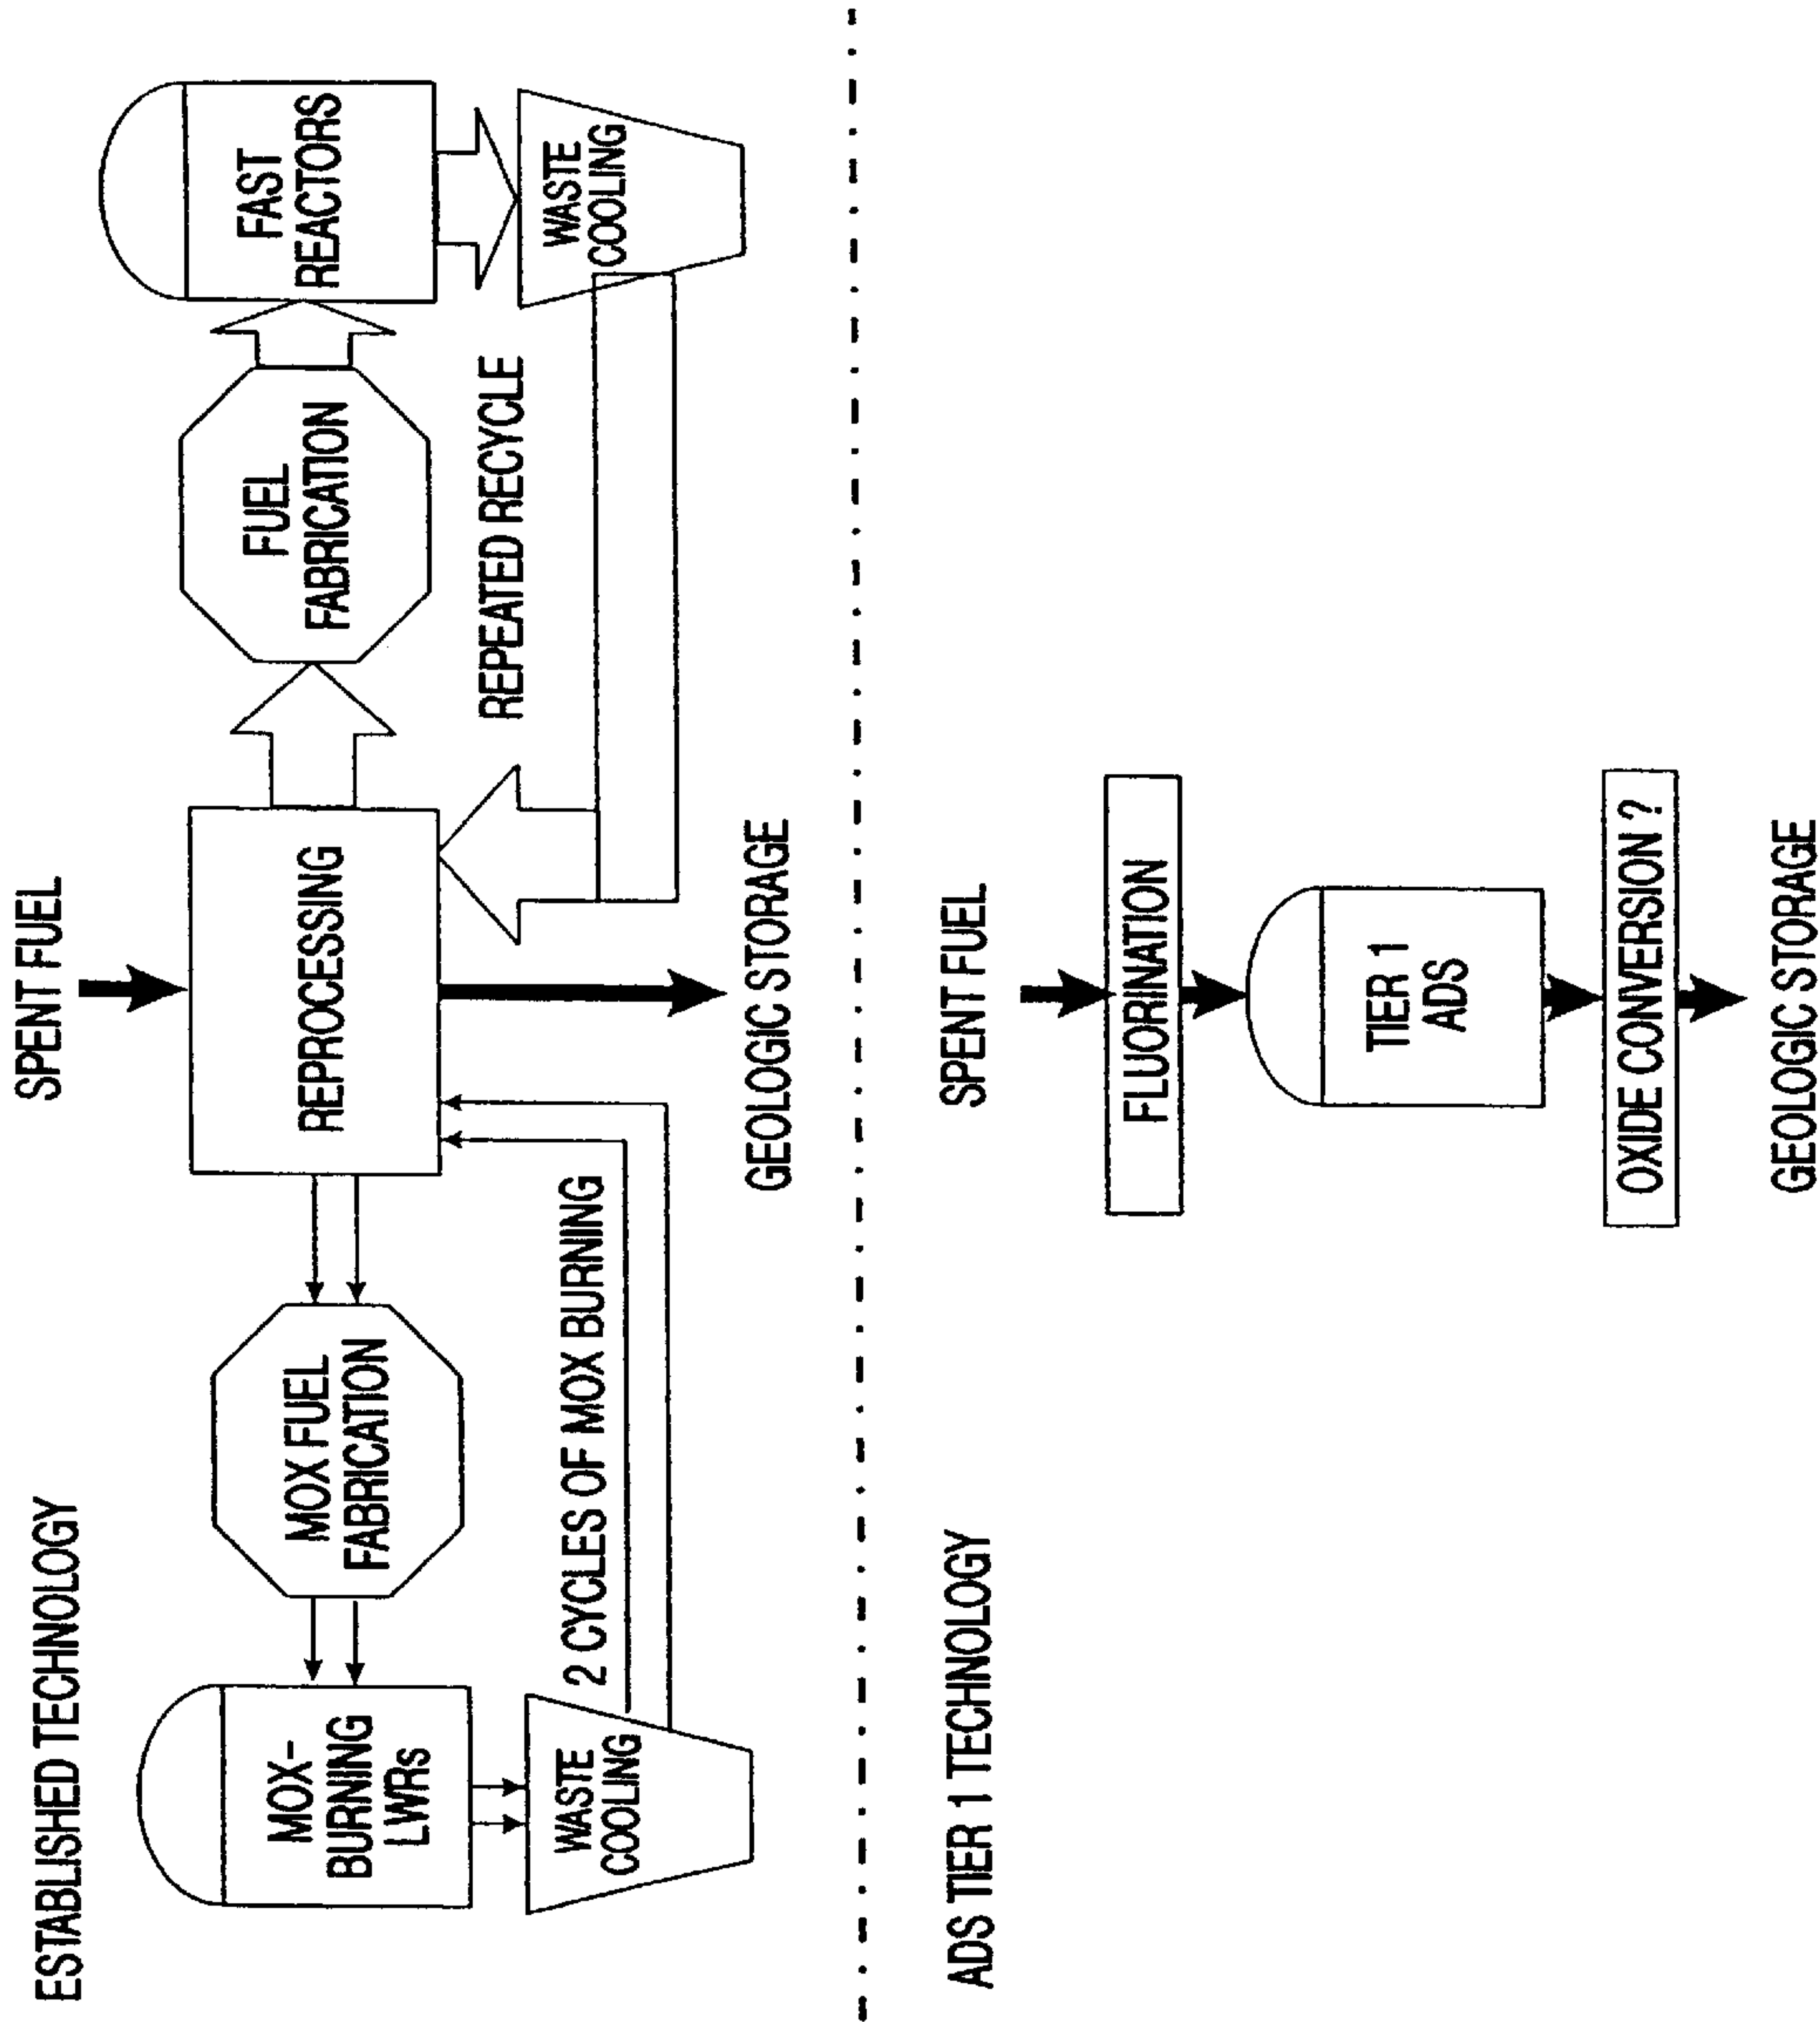 ESTABLISHED TECHNOLOGY
SPENT FUEL
MOX-
BURNING
LWRs
MOX FUEL
FABRICATION
REPROCESSING
FUEL
FABRICATION
FAST
REACTORS
WASTE
COOLING
2 CYCLES OF MOX BURNING
REPEATED RECYCLE
WASTE
COOLING
GEOLOGIC STORAGE
ADS TIER 1 TECHNOLOGY
SPENT FUEL
FLUORINATION
TIER 1
ADS
OXIDE CONVERSION ?
GEOLOGIC STORAGE